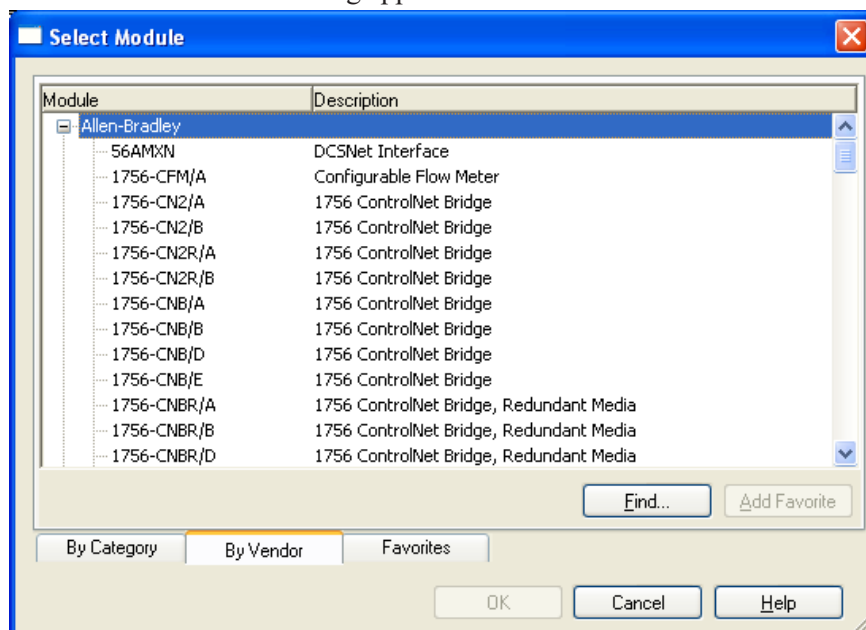 Select Module
Module Description
Allen-Bradley
56AMXN DCSNet Interface
1756-CFM/A Configurable Flow Meter
1756-CN2/A 1756 ControlNet Bridge
1756-CN2/B 1756 ControlNet Bridge
1756-CN2R/A 1756 ControlNet Bridge
1756-CN2R/B 1756 ControlNet Bridge
1756-CNB/A 1756 ControlNet Bridge
1756-CNB/B 1756 ControlNet Bridge
1756-CNB/D 1756 ControlNet Bridge
1756-CNB/E 1756 ControlNet Bridge
1756-CNBR/A 1756 ControlNet Bridge, Redundant Media
1756-CNBR/B 1756 ControlNet Bridge, Redundant Media
1756-CNBR/D 1756 ControlNet Bridge, Redundant Media
Find... Add Favorite
By Category By Vendor Favorites
OK Cancel Help